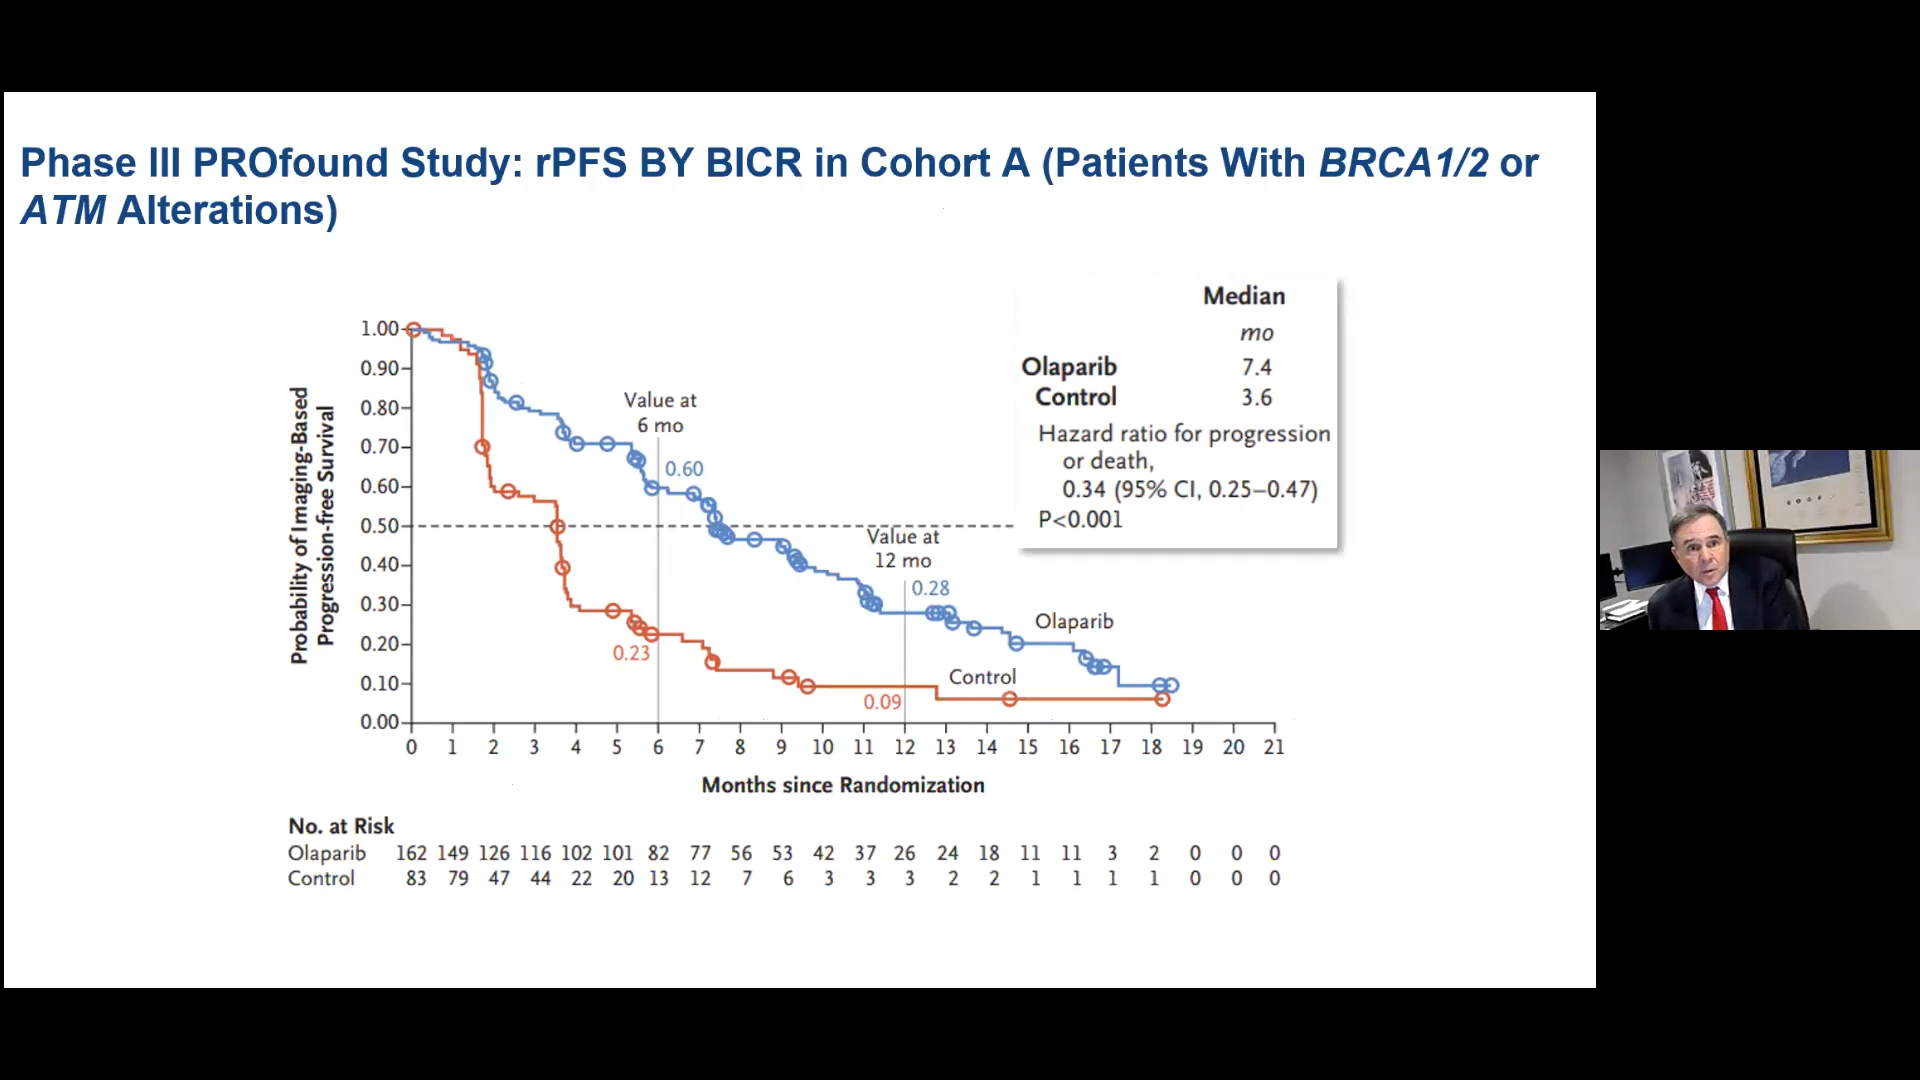 Phase III PROfound Study: rPFS BY BICR in Cohort A (Patients With BRCA1/2 or
ATM Alterations)
Median
mo
Olaparib 7.4
Control 3.6
Hazard ratio for progression
or death,
0.34 (95% CI, 0.25–0.47)
P<0.001
Probability of Imaging-Based
Progression-free Survival
1.00
0.90
0.80
0.70
0.60
0.50
0.40
0.30
0.20
0.10
0.00
Value at
6 mo
0.60
0.23
Value at
12 mo
0.28
0.09
Olaparib
Control
0 1 2 3 4 5 6 7 8 9 10 11 12 13 14 15 16 17 18 19 20 21
Months since Randomization
No. at Risk
Olaparib 162 149 126 116 102 101 82 77 56 53 42 37 26 24 18 11 11 3 2 0 0 0
Control 83 79 47 44 22 20 13 12 7 6 3 3 3 2 2 1 1 1 1 0 0 0